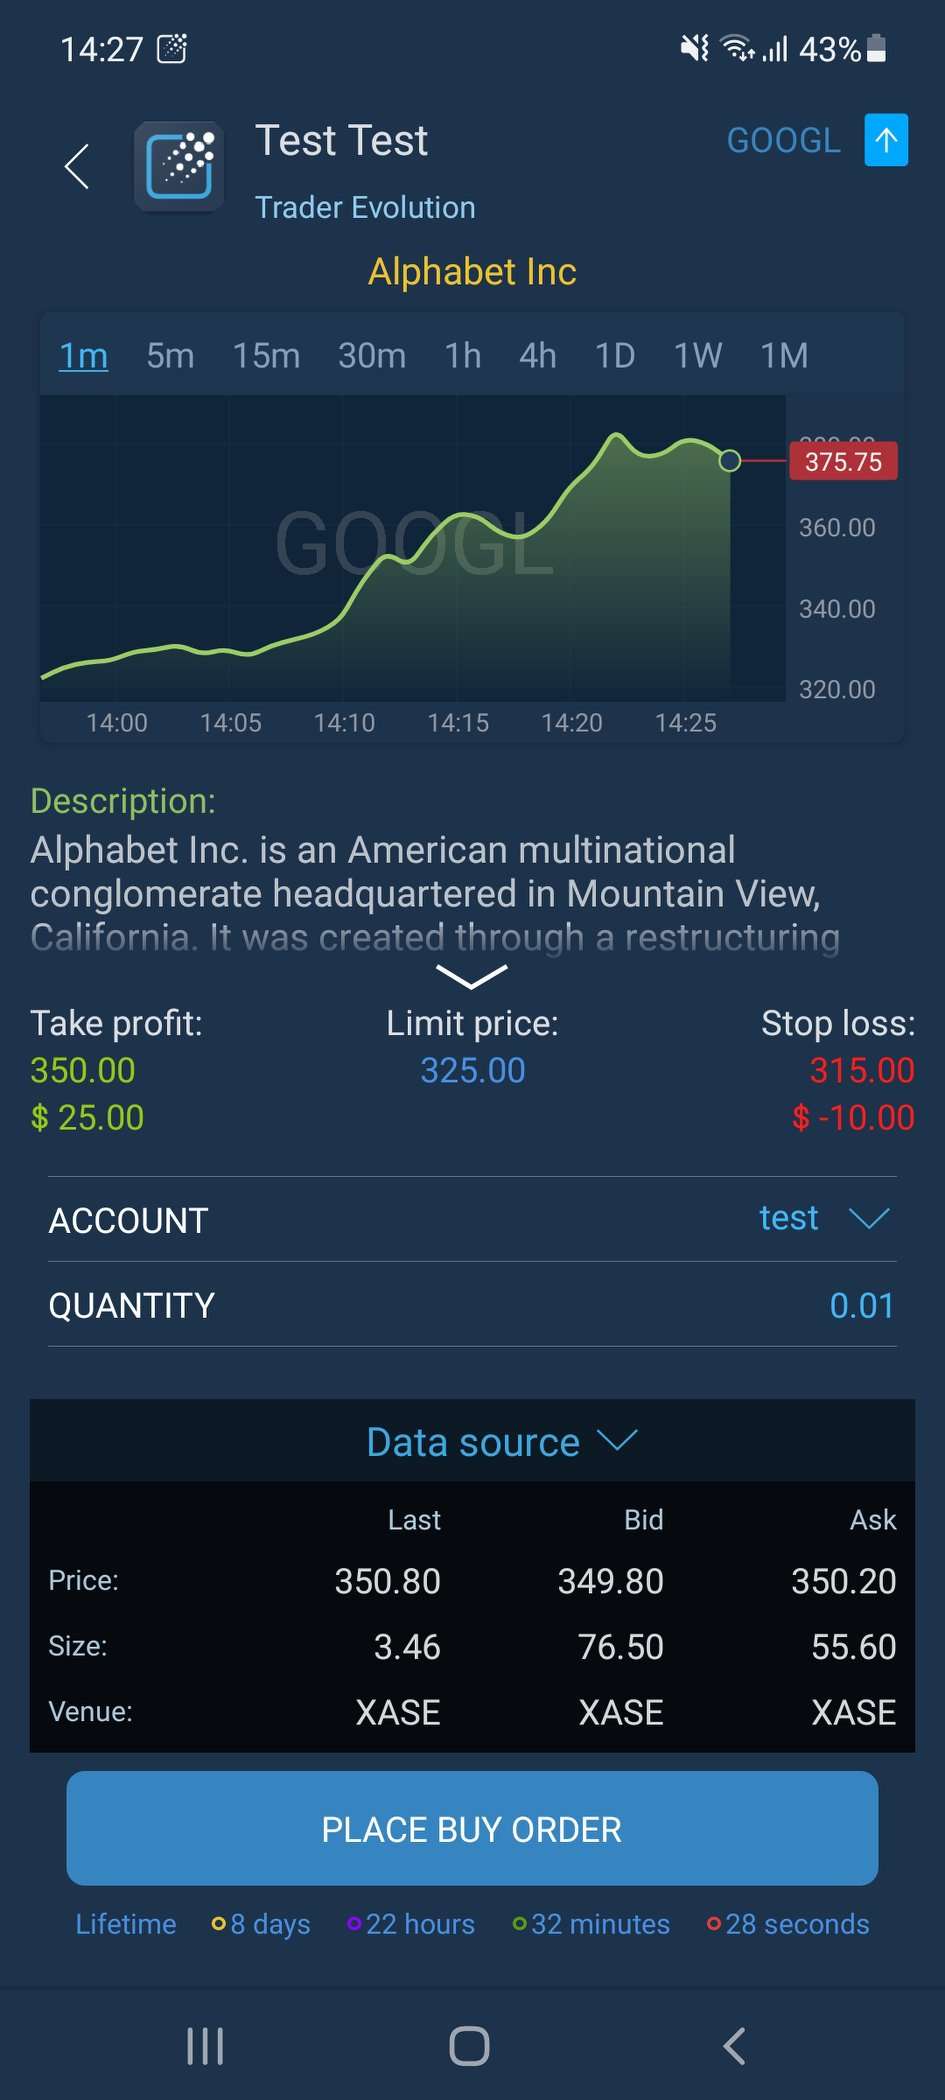 14:27 43%
Test Test GOOGL
Trader Evolution
Alphabet Inc
1m 5m 15m 30m 1h 4h 1D 1W 1M
GOOGL
375.75
360.00
340.00
320.00
14:00 14:05 14:10 14:15 14:20 14:25
Description:
Alphabet Inc. is an American multinational
conglomerate headquartered in Mountain View,
California. It was created through a restructuring
Take profit: Limit price: Stop loss:
350.00 325.00 315.00
$ 25.00 $ -10.00
ACCOUNT test
QUANTITY 0.01
Data source
Last Bid Ask
Price: 350.80 349.80 350.20
Size: 3.46 76.50 55.60
Venue: XASE XASE XASE
PLACE BUY ORDER
Lifetime 8 days 22 hours 32 minutes 28 seconds